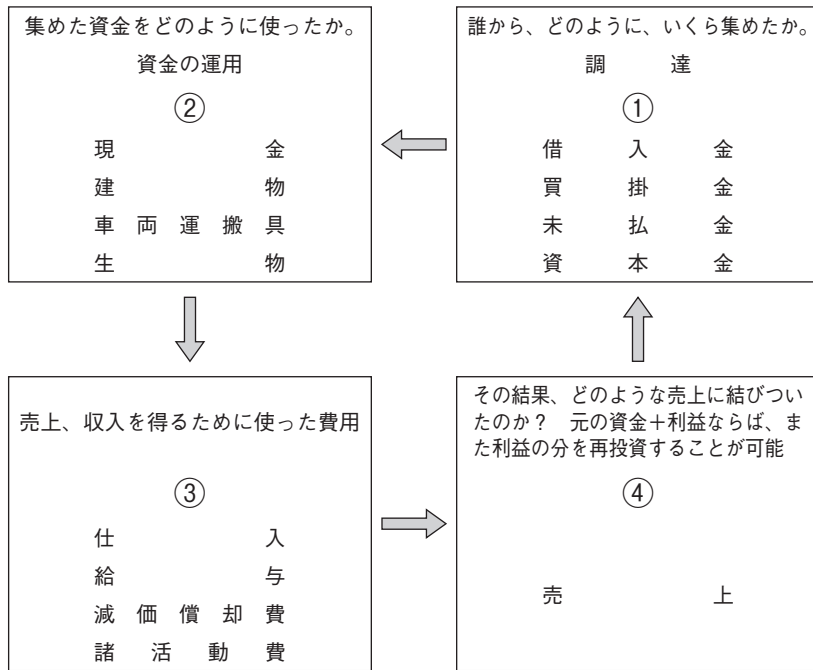 集めた資金をどのように使ったか。
資金の運用
②
現金
建物
車両運搬具
生物
誰から、どのように、いくら集めたか。
調達
①
借入金
買掛金
未払金
資本金
売上、収入を得るために使った費用
③
仕入
給与
減価償却費
諸活動費
その結果、どのような売上に結びつい
たのか？　元の資金＋利益ならば、ま
た利益の分を再投資することが可能
④
売上